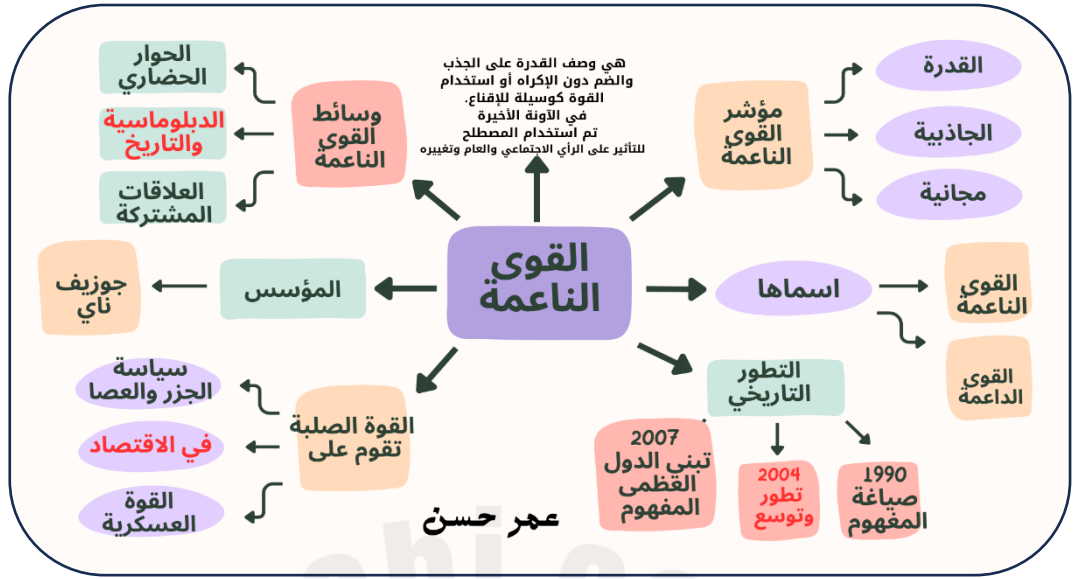 هي وصف القدرة على الجذب
والضم دون الإكراه أو استخدام
القوة كوسيلة للإقناع.
في الآونة الأخيرة
تم استخدام المصطلح
للتأثير على الرأي الاجتماعي والعام وتغييره
مؤشر
القوى
الناعمة
القدرة
الجاذبية
مجانية
وسائط
القوى
الناعمة
الحوار
الحضاري
الدبلوماسية
والتاريخ
العلاقات
المشتركة
القوى
الناعمة
اسماها
القوى
الناعمة
القوى
الداعمة
المؤسس
جوزيف
ناي
التطور
التاريخي
1990
صياغة
المفهوم
2004
تطور
وتوسع
2007
تبني الدول
العظمى
المفهوم
القوة الصلبة
تقوم على
سياسة
الجزر والعصا
في الاقتصاد
القوة
العسكرية
عمر حسن